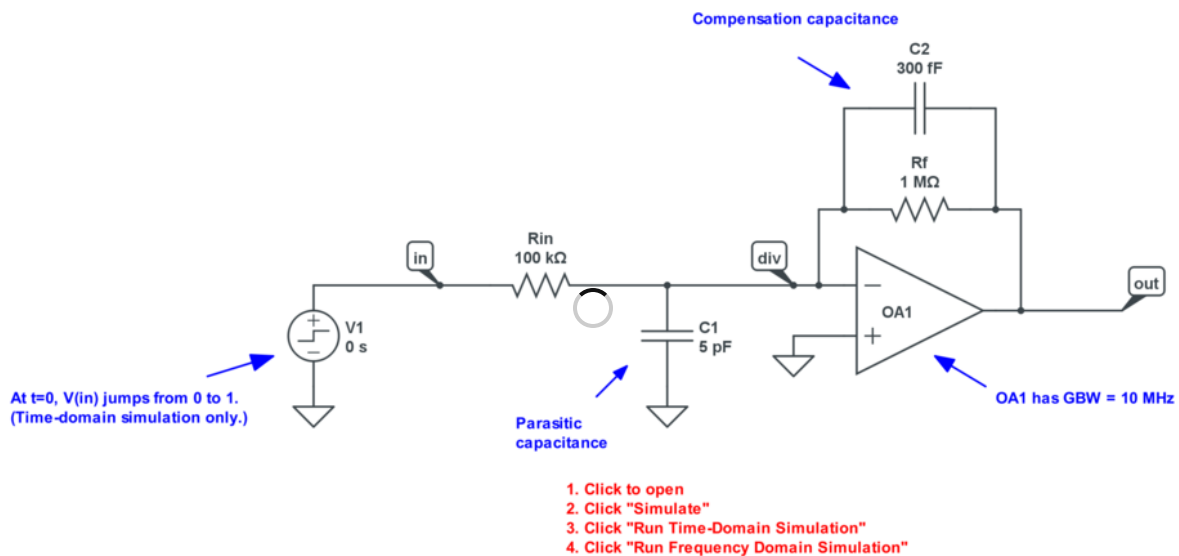 Compensation capacitance
C2
300 fF
Rf
1 MΩ
Rin
100 kΩ
in
div
out
+
−
V1
0 s
C1
5 pF
−
+
OA1
At t=0, V(in) jumps from 0 to 1.
(Time-domain simulation only.)
Parasitic
capacitance
OA1 has GBW = 10 MHz
1. Click to open
2. Click "Simulate"
3. Click "Run Time-Domain Simulation"
4. Click "Run Frequency Domain Simulation"